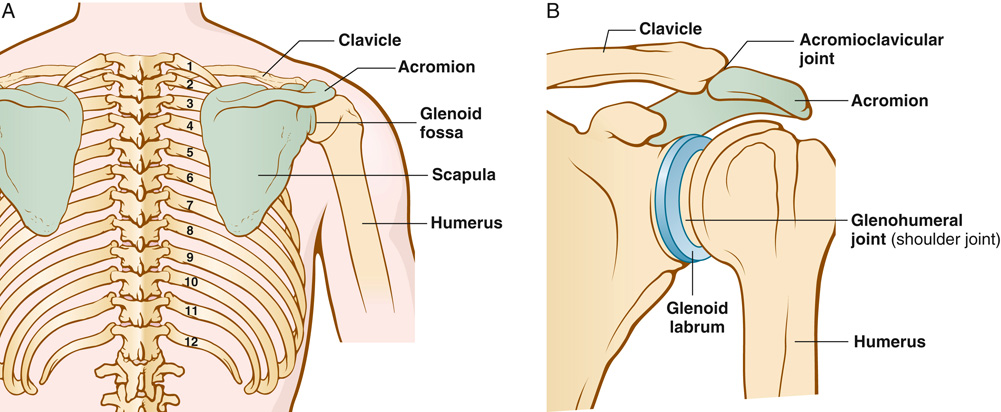 A
Clavicle
Acromion
Glenoid
fossa
Scapula
Humerus
1
2
3
4
5
6
7
8
9
10
11
12
B
Clavicle
Acromioclavicular
joint
Acromion
Glenohumeral
joint (shoulder joint)
Glenoid
labrum
Humerus